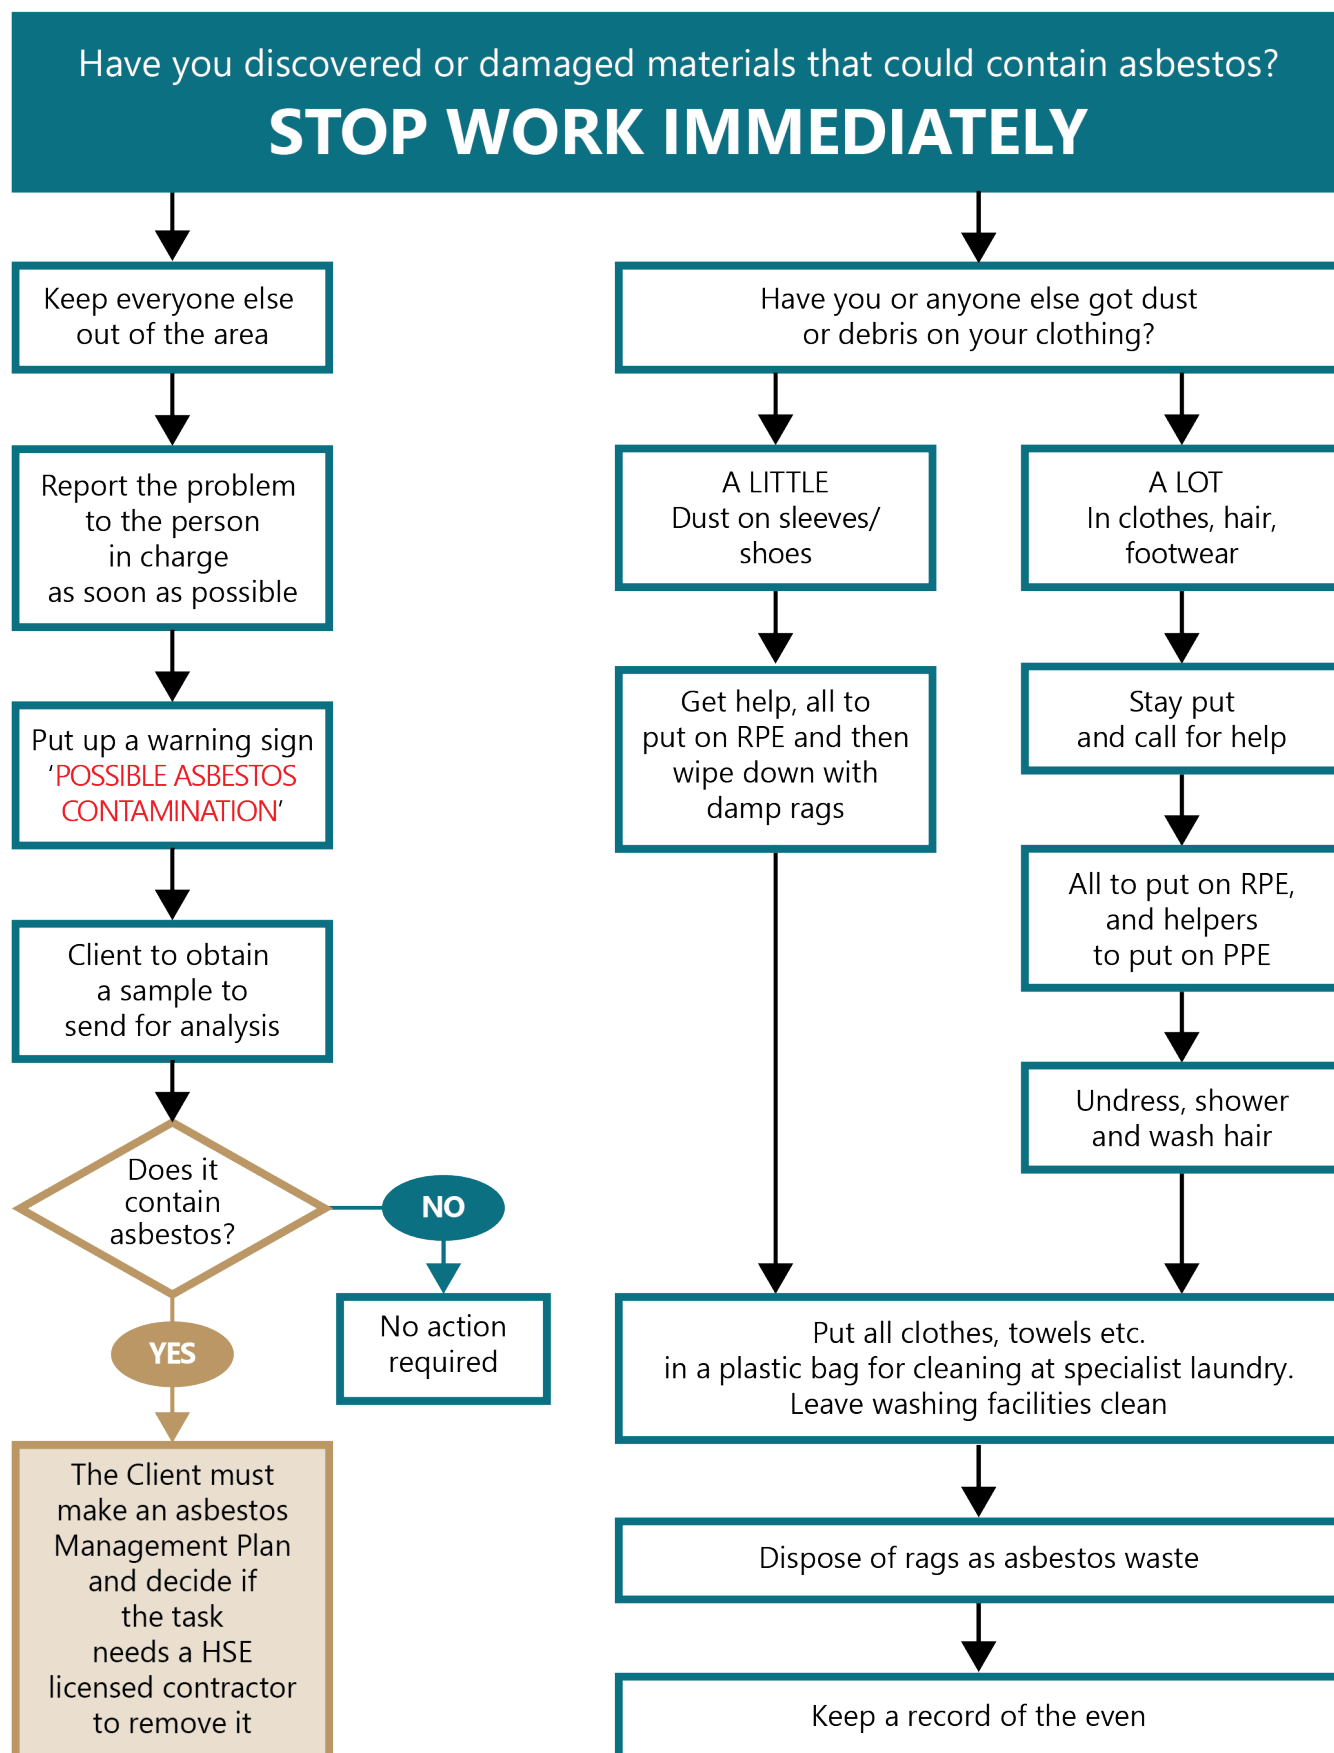 Have you discovered or damaged materials that could contain asbestos?
STOP WORK IMMEDIATELY
Keep everyone else
out of the area
Report the problem
to the person
in charge
as soon as possible
Put up a warning sign
‘POSSIBLE ASBESTOS
CONTAMINATION’
Client to obtain
a sample to
send for analysis
Does it
contain
asbestos?
NO
No action
required
YES
The Client must
make an asbestos
Management Plan
and decide if
the task
needs a HSE
licensed contractor
to remove it
Have you or anyone else got dust
or debris on your clothing?
A LITTLE
Dust on sleeves/
shoes
Get help, all to
put on RPE and then
wipe down with
damp rags
A LOT
In clothes, hair,
footwear
Stay put
and call for help
All to put on RPE,
and helpers
to put on PPE
Undress, shower
and wash hair
Put all clothes, towels etc.
in a plastic bag for cleaning at specialist laundry.
Leave washing facilities clean
Dispose of rags as asbestos waste
Keep a record of the even